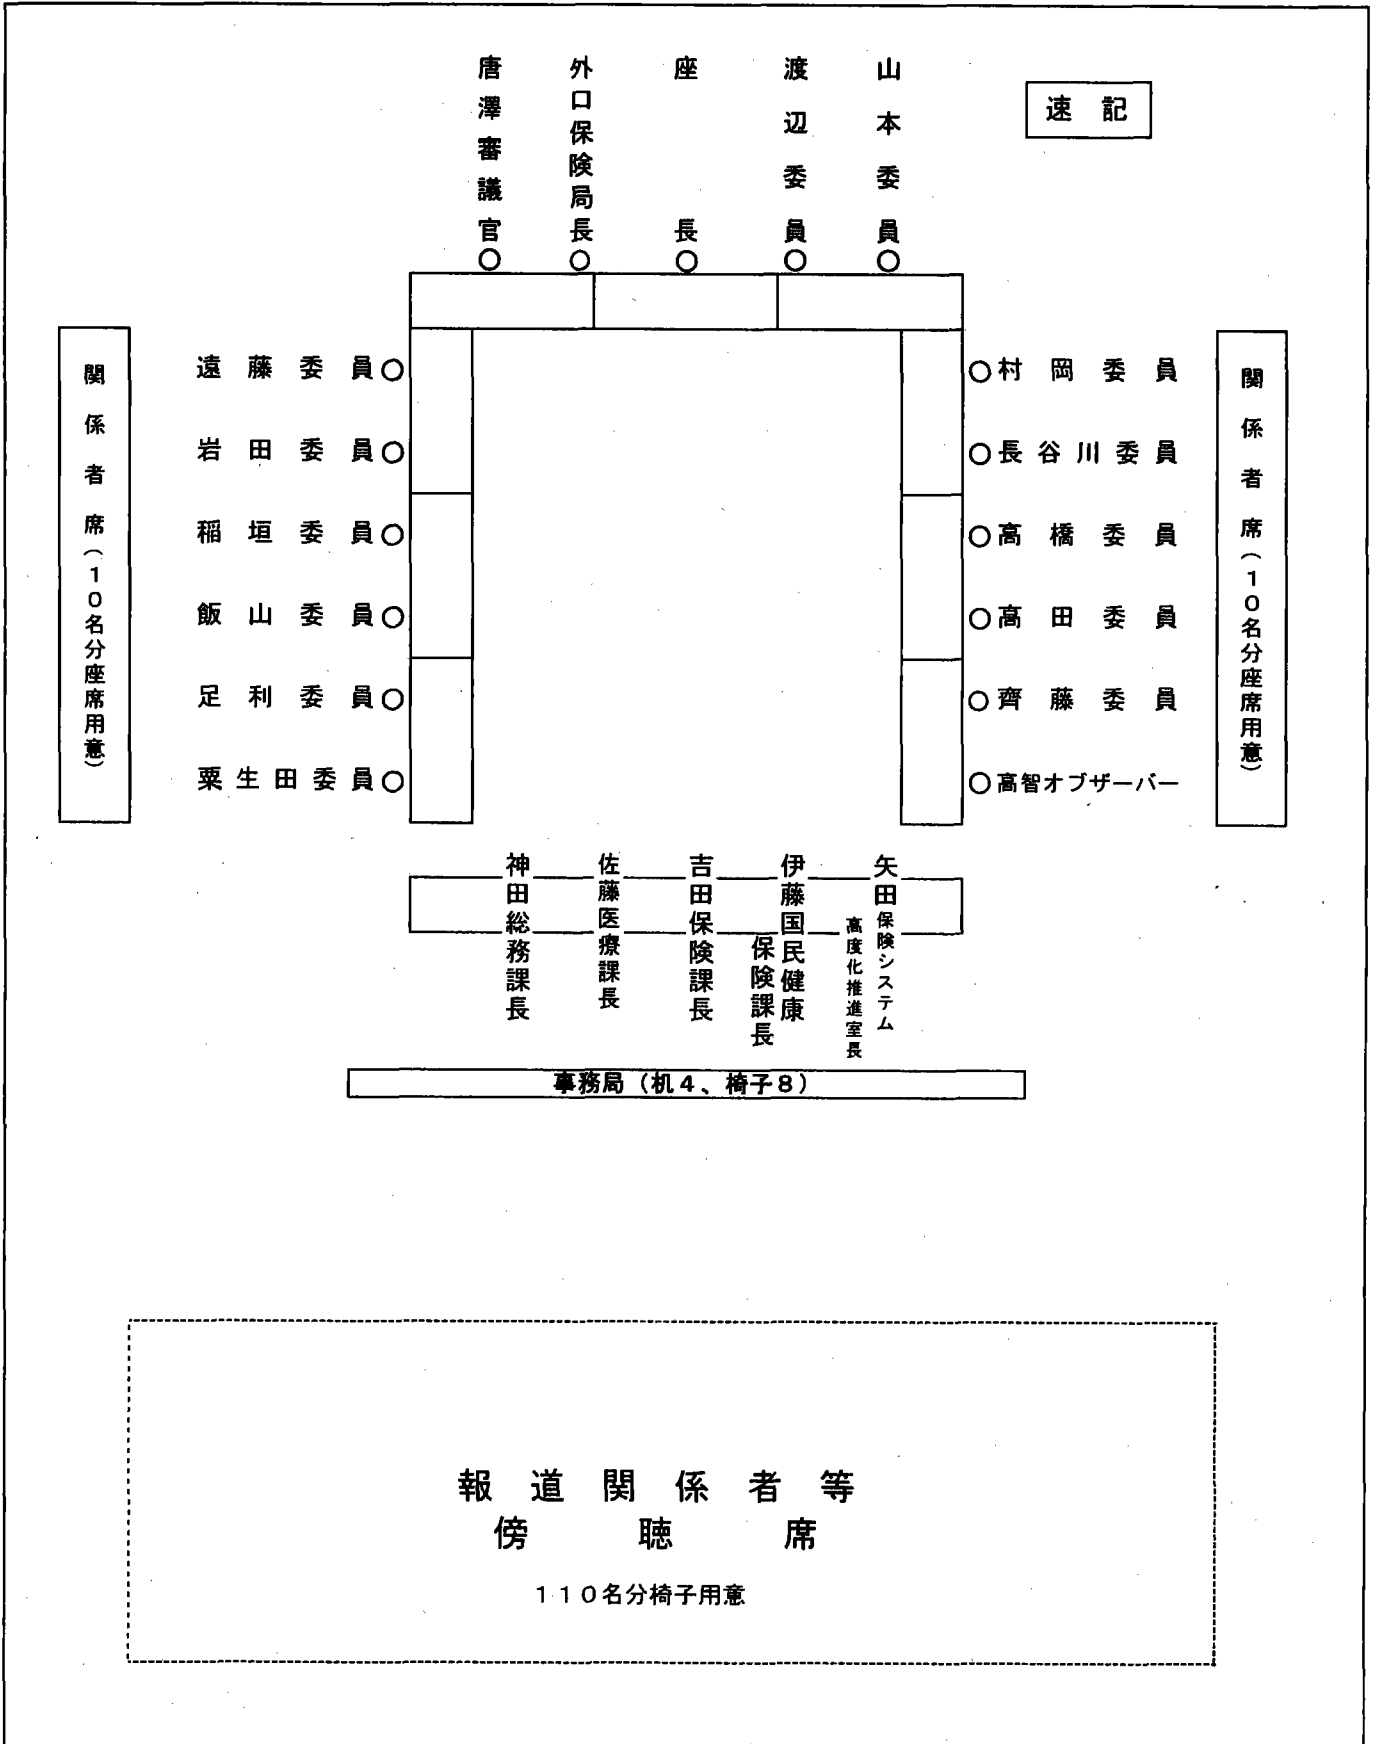 唐澤審議官
外口保険局長
座長
渡辺委員
山本委員
速記
関係者席（10名分座席用意）
遠藤委員
岩田委員
稲垣委員
飯山委員
足利委員
粟生田委員
村岡委員
長谷川委員
高橋委員
高田委員
齊藤委員
高智オブザーバー
関係者席（10名分座席用意）
神田総務課長
佐藤医療課長
吉田保険課長
伊藤国民健康
保険課長
矢田保険システム
高度化推進室長
事務局（机４、椅子８）
報道関係者等
傍聴席
１１０名分椅子用意